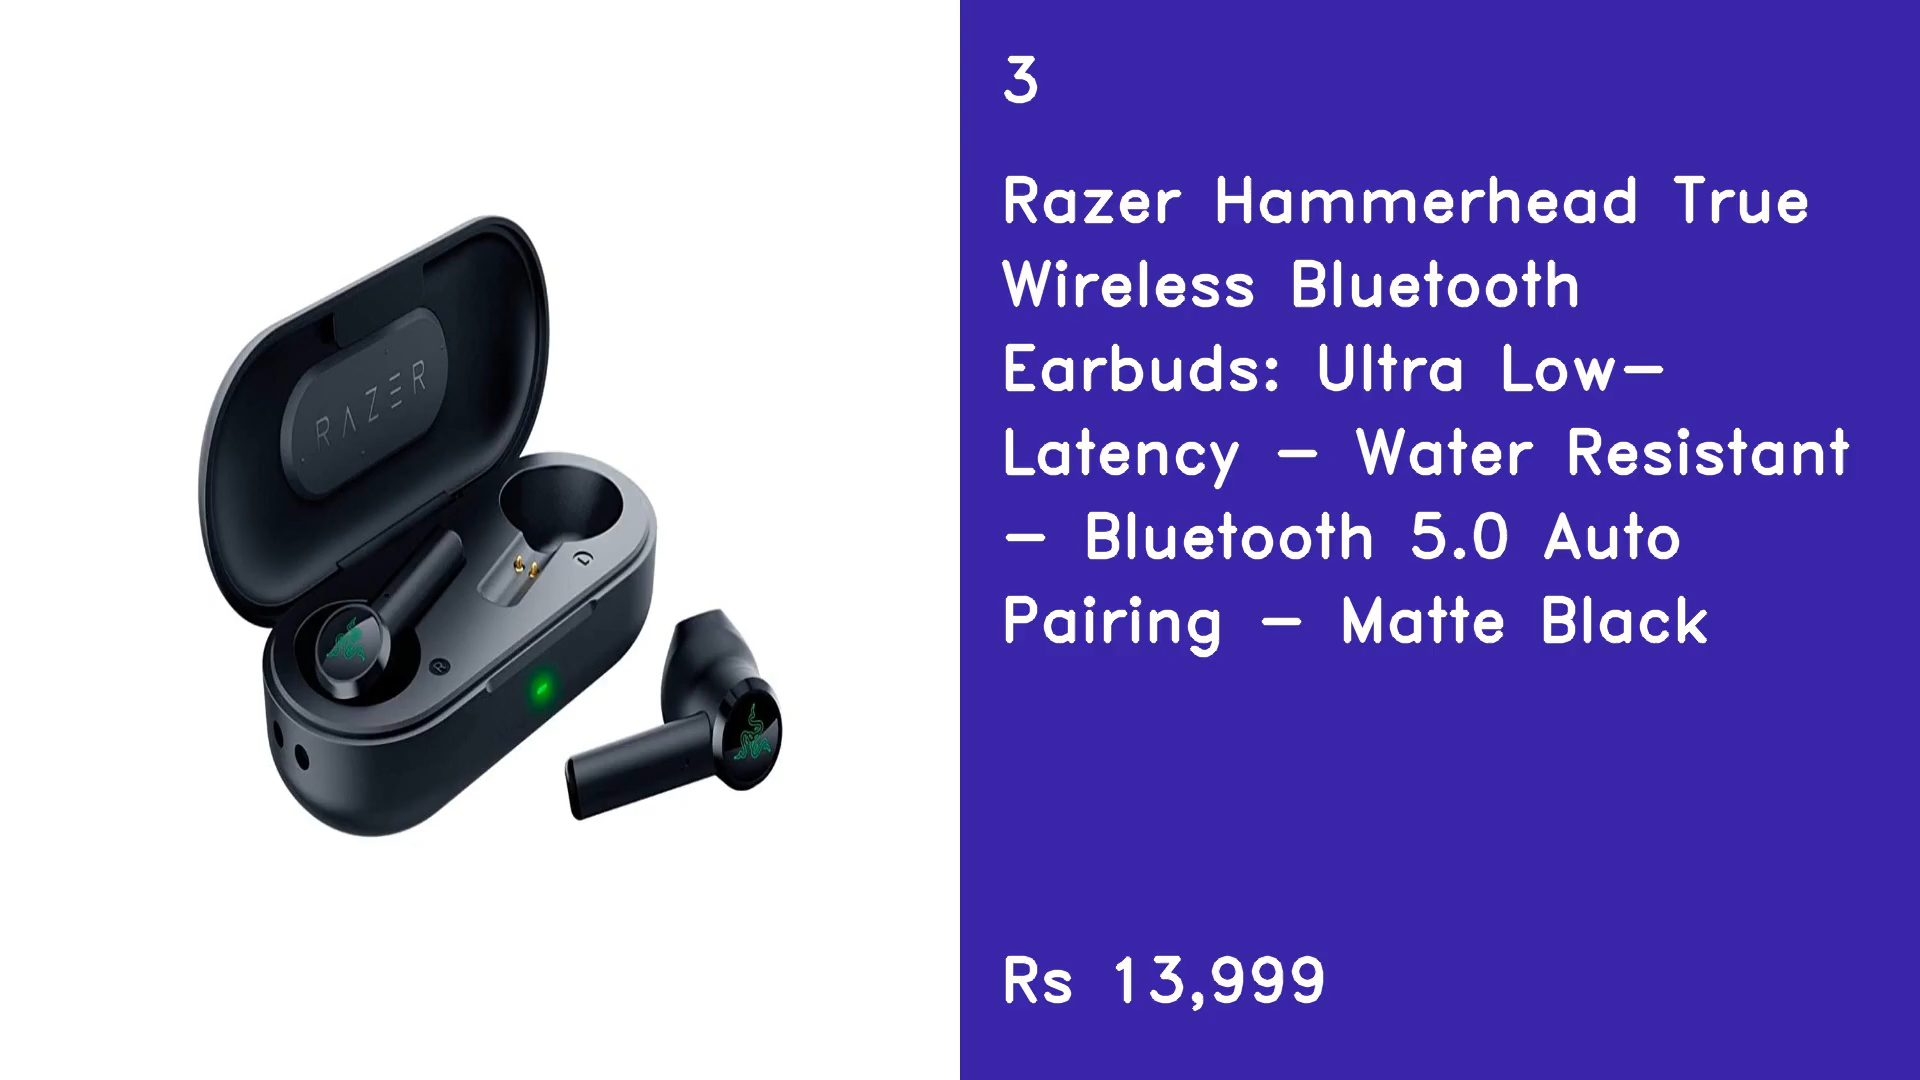 3
Razer Hammerhead True
Wireless Bluetooth
Earbuds: Ultra Low-
Latency - Water Resistant
- Bluetooth 5.0 Auto
Pairing - Matte Black
Rs 13,999
RAZER
R